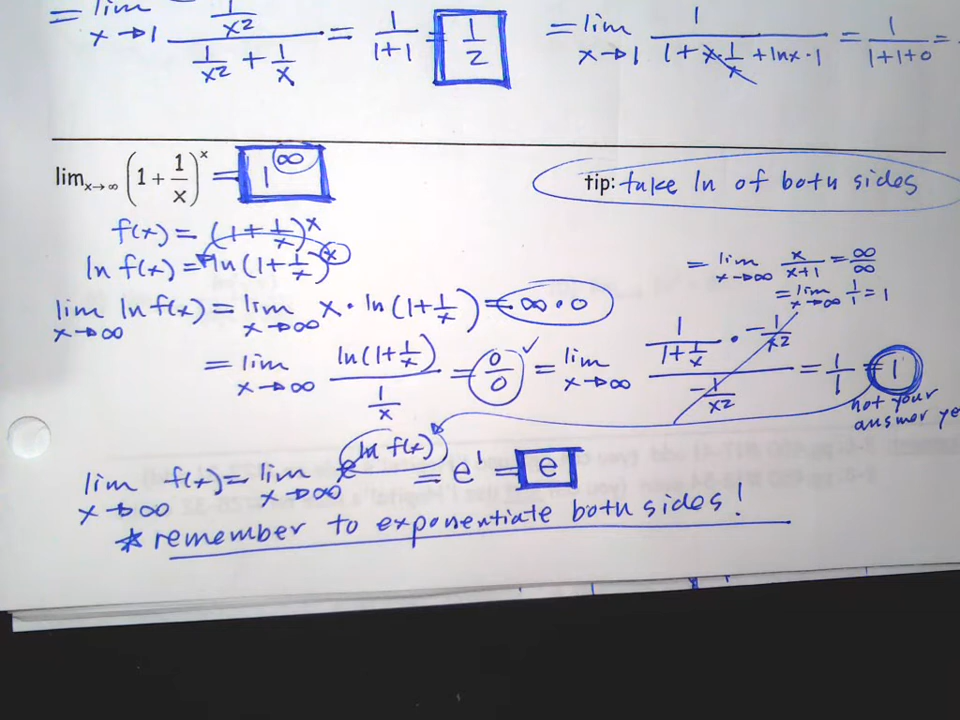 = lim x→1 (1/x²)/(1/x² + 1/x) = 1/(1+1) = 1/2
= lim x→1 1/(1 + x·1/x + lnx·1) = 1/(1+1+0) =
lim x→∞ (1 + 1/x)^x = 1^∞
tip: take ln of both sides
f(x) = (1 + 1/x)^x
ln f(x) = ln(1 + 1/x)^x
lim x→∞ ln f(x) = lim x→∞ x · ln(1 + 1/x) = ∞ · 0
= lim x→∞ x/(x+1) = ∞/∞
= lim x→∞ 1/1 = 1
= lim x→∞ ln(1 + 1/x)/(1/x) = 0/0 ✓ = lim x→∞ (1/(1 + 1/x) · -1/x²)/(-1/x²) = 1/1 = 1
not your
answer ye
lim x→∞ f(x) = lim x→∞ e^(ln f(x)) = e^1 = e
* remember to exponentiate both sides!